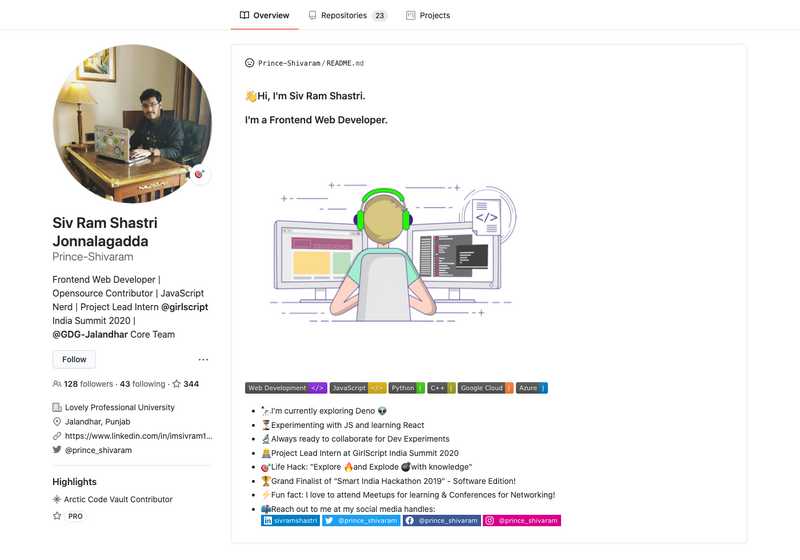 Overview
Repositories 23
Projects
Siv Ram Shastri
Jonnalagadda
Prince-Shivaram
Frontend Web Developer |
Opensource Contributor | JavaScript
Nerd | Project Lead Intern @girlscript
India Summit 2020 |
@GDG-Jalandhar Core Team
Follow
128 followers · 43 following · 344
Lovely Professional University
Jalandhar, Punjab
https://www.linkedin.com/in/imsivram1...
@prince_shivaram
Highlights
Arctic Code Vault Contributor
PRO
Prince-Shivaram/README.md
👋Hi, I'm Siv Ram Shastri.
I'm a Frontend Web Developer.
</>
Web Development </> JavaScript </> Python | C++ | Google Cloud | Azure |
I'm currently exploring Deno 👽
Experimenting with JS and learning React
Always ready to collaborate for Dev Experiments
Project Lead Intern at GirlScript India Summit 2020
🎯"Life Hack: "Explore 🔥and Explode 💣with knowledge"
🏆Grand Finalist of "Smart India Hackathon 2019" - Software Edition!
⚡Fun fact: I love to attend Meetups for learning & Conferences for Networking!
Reach out to me at my social media handles:
sivramshastri @prince_shivaram @prince_shivaram @prince_shivaram